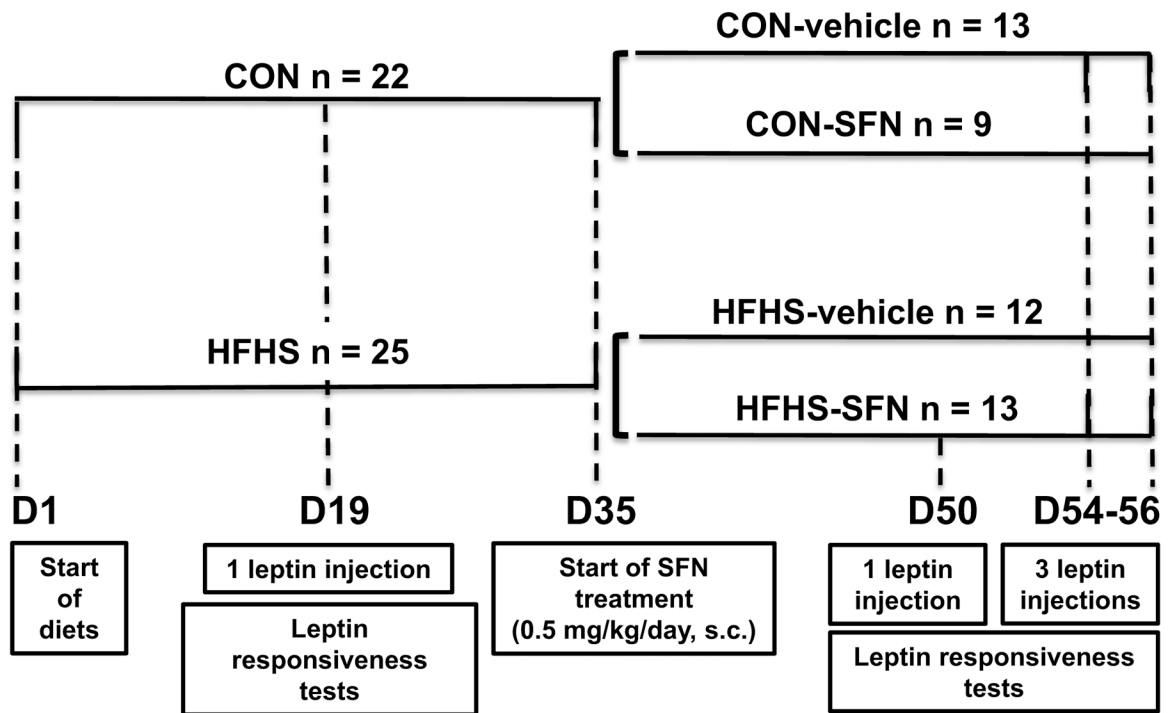 CON-vehicle n = 13
CON n = 22
CON-SFN n = 9
HFHS-vehicle n = 12
HFHS n = 25
HFHS-SFN n = 13
D1
D19
D35
D50
D54-56
Start
of
diets
1 leptin injection
Leptin
responsiveness
tests
Start of SFN
treatment
(0.5 mg/kg/day, s.c.)
1 leptin
injection
3 leptin
injections
Leptin responsiveness
tests